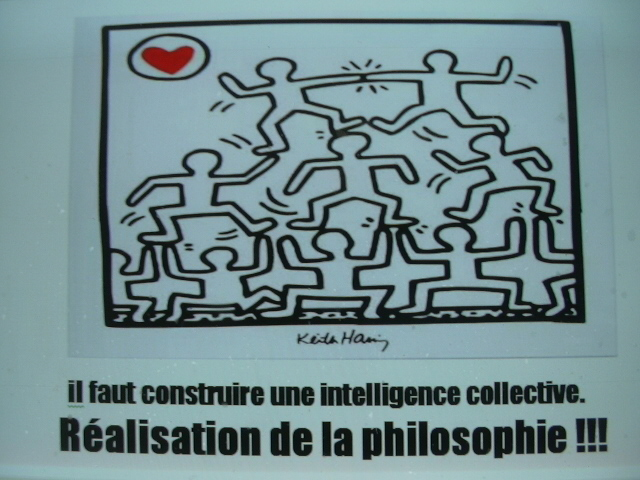 Keith Haring
il faut construire une intelligence collective.
Réalisation de la philosophie !!!